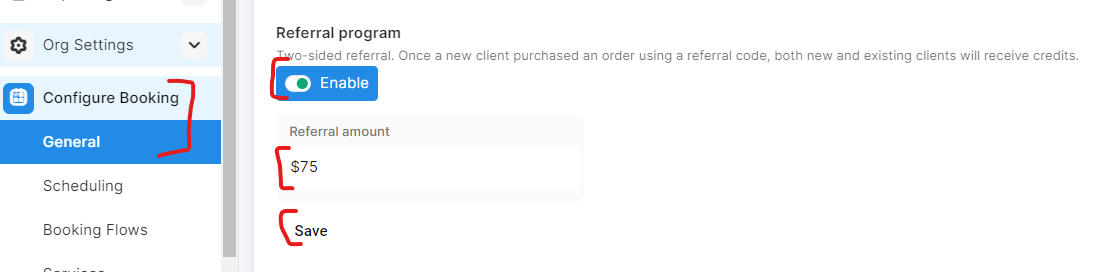 Org Settings
Configure Booking
General
Scheduling
Booking Flows
Services
Referral program
Two-sided referral. Once a new client purchased an order using a referral code, both new and existing clients will receive credits.
Enable
Referral amount
$75
Save